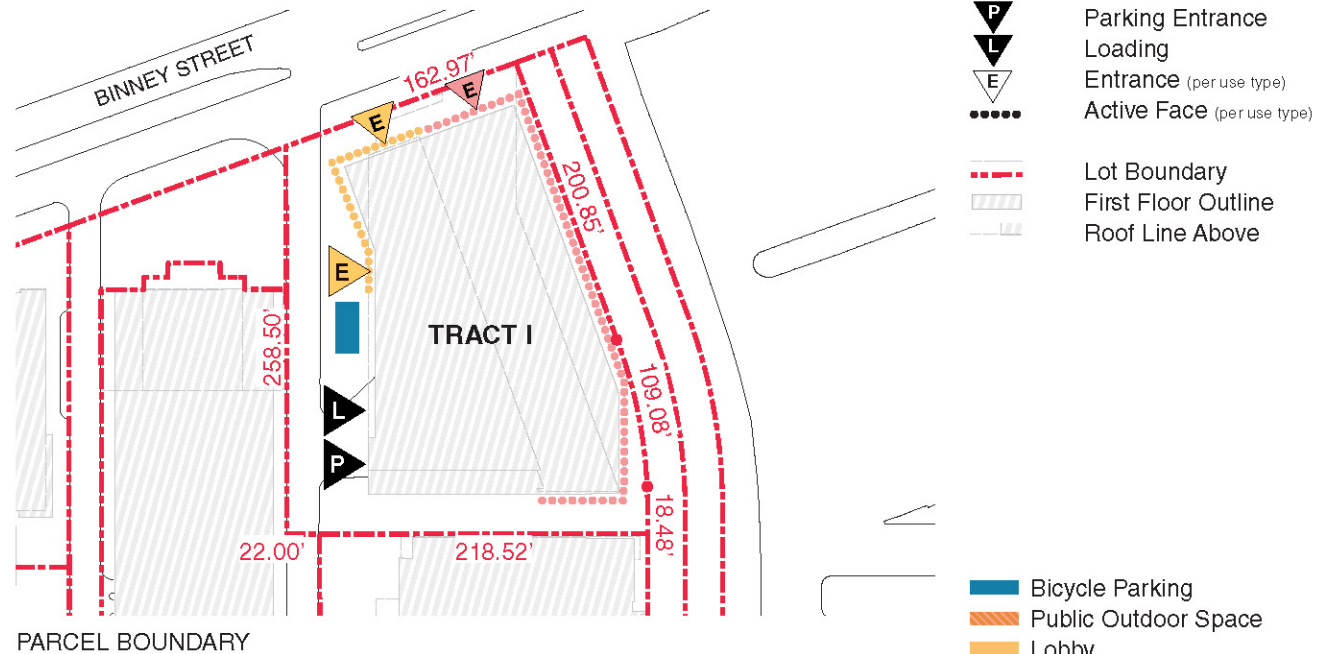 BINNEY STREET
162.97'
E
E
200.85'
E
TRACT I
258.50'
L
P
109.08'
18.48'
22.00'
218.52'
PARCEL BOUNDARY
P Parking Entrance
L Loading
E Entrance (per use type)
Active Face (per use type)
Lot Boundary
First Floor Outline
Roof Line Above
Bicycle Parking
Public Outdoor Space
Lobby